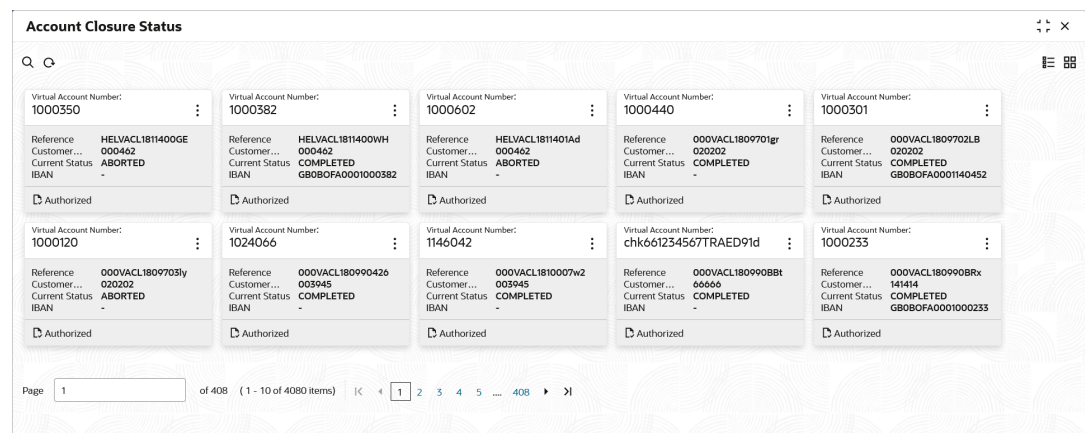 Account Closure Status
Virtual Account Number: Virtual Account Number: Virtual Account Number: Virtual Account Number: Virtual Account Number:
1000350 1000382 1000602 1000440 1000301
Reference HELVACL1811400GE Reference HELVACL1811400WH Reference HELVACL1811401Ad Reference 000VACL1809701gr Reference 000VACL1809702LB
Customer... 000462 Customer... 000462 Customer... 000462 Customer... 020202 Customer... 020202
Current Status ABORTED Current Status COMPLETED Current Status ABORTED Current Status COMPLETED Current Status COMPLETED
IBAN - IBAN GB0BOFA0001000382 IBAN - IBAN - IBAN GB0BOFA0001140452
Authorized Authorized Authorized Authorized Authorized
Virtual Account Number: Virtual Account Number: Virtual Account Number: Virtual Account Number: Virtual Account Number:
1000120 1024066 1146042 chk661234567TRAED91d 1000233
Reference 000VACL1809703ly Reference 000VACL180990426 Reference 000VACL1810007w2 Reference 000VACL180990BBt Reference 000VACL180990BRx
Customer... 020202 Customer... 003945 Customer... 003945 Customer... 66666 Customer... 141414
Current Status ABORTED Current Status COMPLETED Current Status COMPLETED Current Status COMPLETED Current Status COMPLETED
IBAN - IBAN - IBAN - IBAN - IBAN GB0BOFA0001000233
Authorized Authorized Authorized Authorized Authorized
Page 1 of 408 ( 1 - 10 of 4080 items) 1 2 3 4 5 .... 408